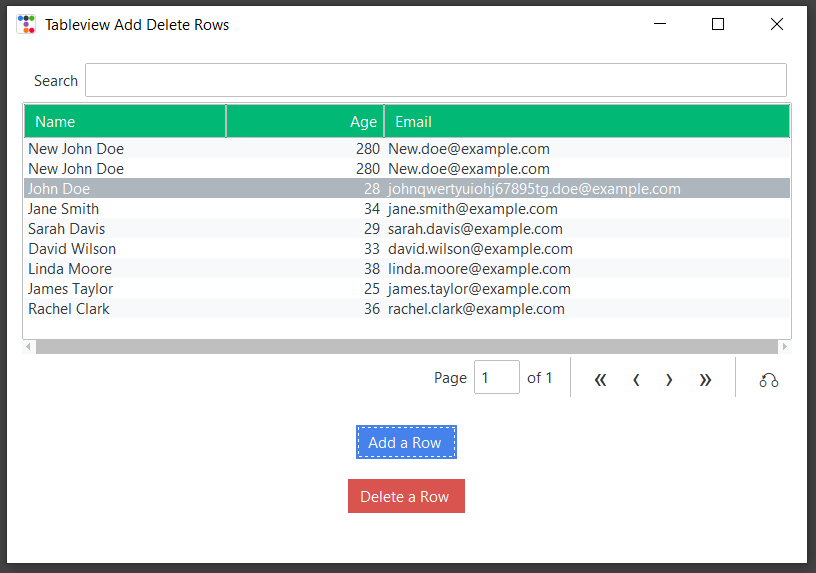 Tableview Add Delete Rows
Search
Name Age Email
New John Doe 280 New.doe@example.com
New John Doe 280 New.doe@example.com
John Doe 28 johnqwertyuiohj67895tg.doe@example.com
Jane Smith 34 jane.smith@example.com
Sarah Davis 29 sarah.davis@example.com
David Wilson 33 david.wilson@example.com
Linda Moore 38 linda.moore@example.com
James Taylor 25 james.taylor@example.com
Rachel Clark 36 rachel.clark@example.com
Page 1 of 1 « ‹ › »
Add a Row
Delete a Row